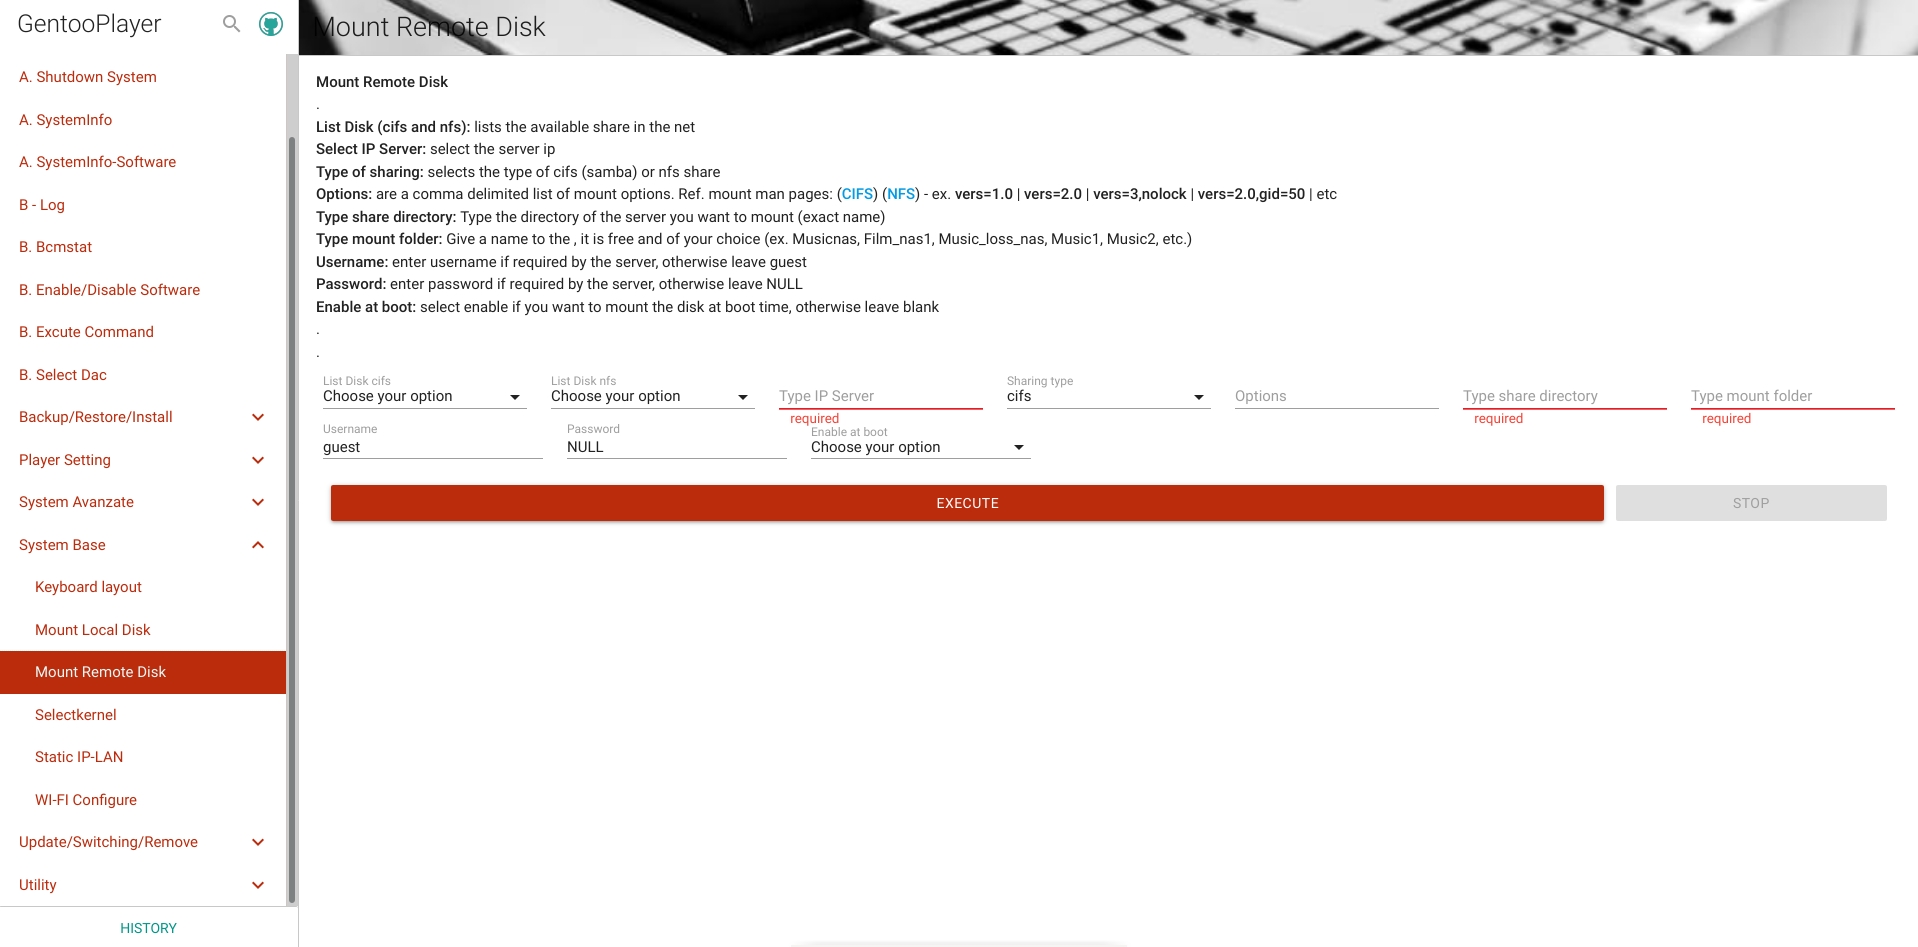 GentooPlayer
Mount Remote Disk
A. Shutdown System
A. SystemInfo
A. SystemInfo-Software
B - Log
B. Bcmstat
B. Enable/Disable Software
B. Excute Command
B. Select Dac
Backup/Restore/Install
Player Setting
System Avanzate
System Base
Keyboard layout
Mount Local Disk
Mount Remote Disk
Selectkernel
Static IP-LAN
WI-FI Configure
Update/Switching/Remove
Utility
HISTORY
Mount Remote Disk
.
List Disk (cifs and nfs): lists the available share in the net
Select IP Server: select the server ip
Type of sharing: selects the type of cifs (samba) or nfs share
Options: are a comma delimited list of mount options. Ref. mount man pages: (CIFS) (NFS) - ex. vers=1.0 | vers=2.0 | vers=3,nolock | vers=2.0,gid=50 | etc
Type share directory: Type the directory of the server you want to mount (exact name)
Type mount folder: Give a name to the , it is free and of your choice (ex. Musicnas, Film_nas1, Music_loss_nas, Music1, Music2, etc.)
Username: enter username if required by the server, otherwise leave guest
Password: enter password if required by the server, otherwise leave NULL
Enable at boot: select enable if you want to mount the disk at boot time, otherwise leave blank
.
.
List Disk cifs
Choose your option
List Disk nfs
Choose your option
Type IP Server
required
Sharing type
cifs
Options
Type share directory
required
Type mount folder
required
Username
guest
Password
NULL
Enable at boot
Choose your option
EXECUTE
STOP